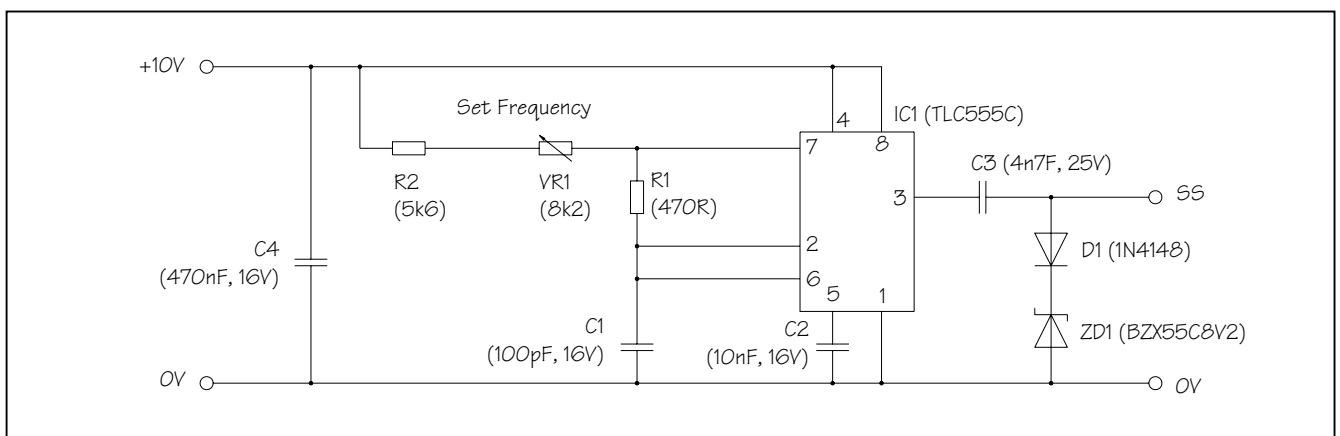 +10V
Set Frequency
IC1 (TLC555C)
4
8
7
C3 (4n7F, 25V)
R2
(5k6)
VR1
(8k2)
R1
(470R)
3
SS
C4
(470nF, 16V)
2
D1 (1N4148)
6
5
1
C1
(100pF, 16V)
C2
(10nF, 16V)
ZD1 (BZX55C8V2)
0V
0V